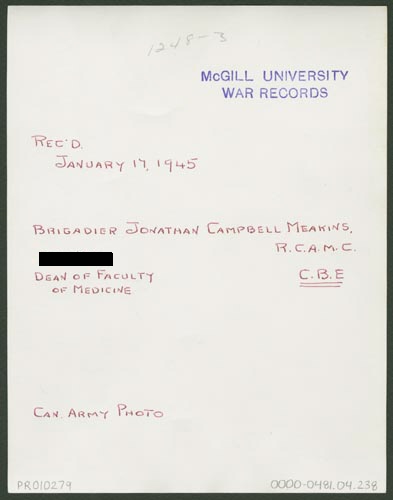 1248-3
McGILL UNIVERSITY
WAR RECORDS
REC'D.
JANUARY 17, 1945
BRIGADIER JONATHAN CAMPBELL MEAKINS,
R.C.A.M.C.
DEAN OF FACULTY
OF MEDICINE
C.B.E
CAN. ARMY PHOTO
PR010279
0000-0481.04.238